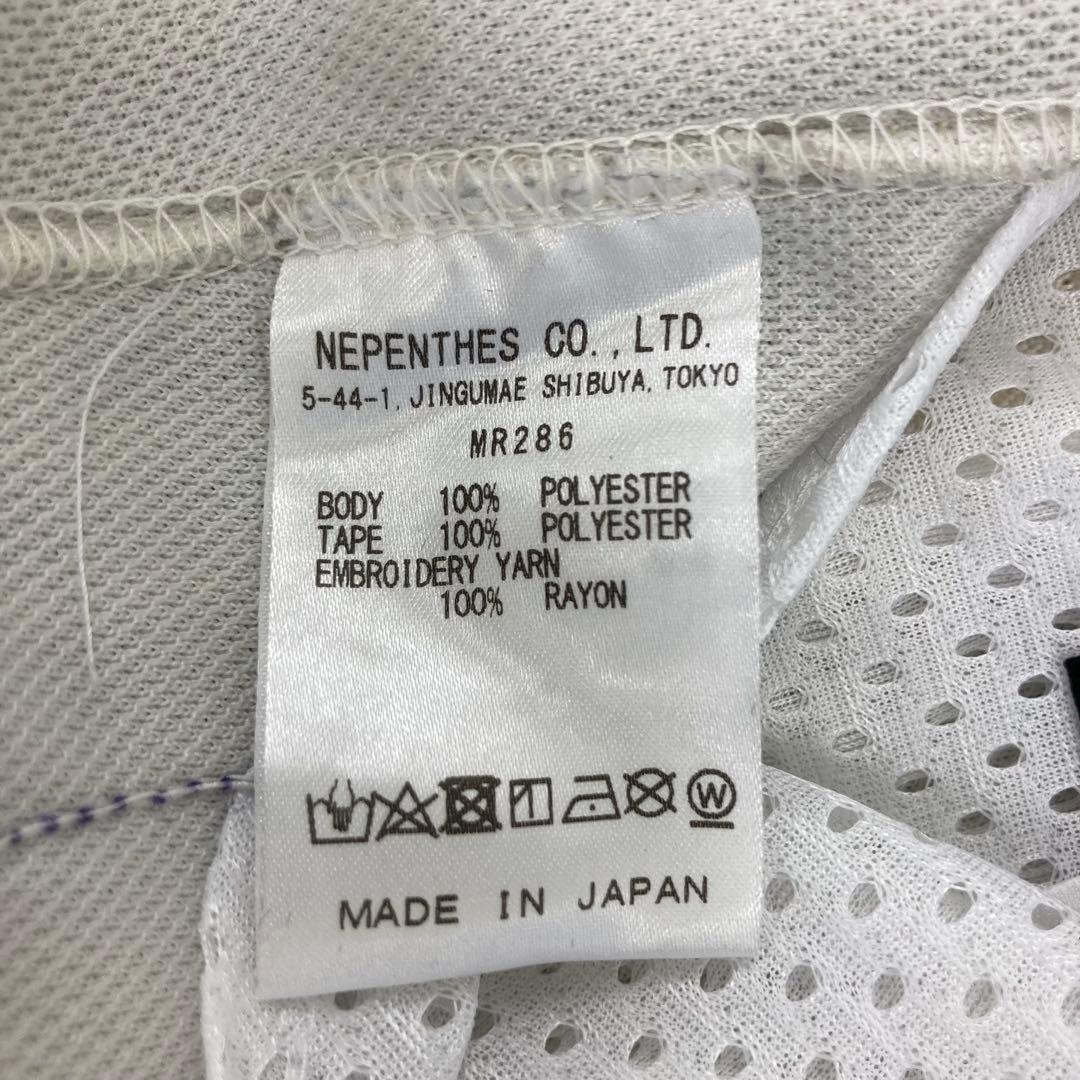 NEPENTHES CO., LTD.
5-44-1, JINGUMAE SHIBUYA, TOKYO
MR286
BODY 100% POLYESTER
TAPE 100% POLYESTER
EMBROIDERY YARN
100% RAYON
W
MADE IN JAPAN